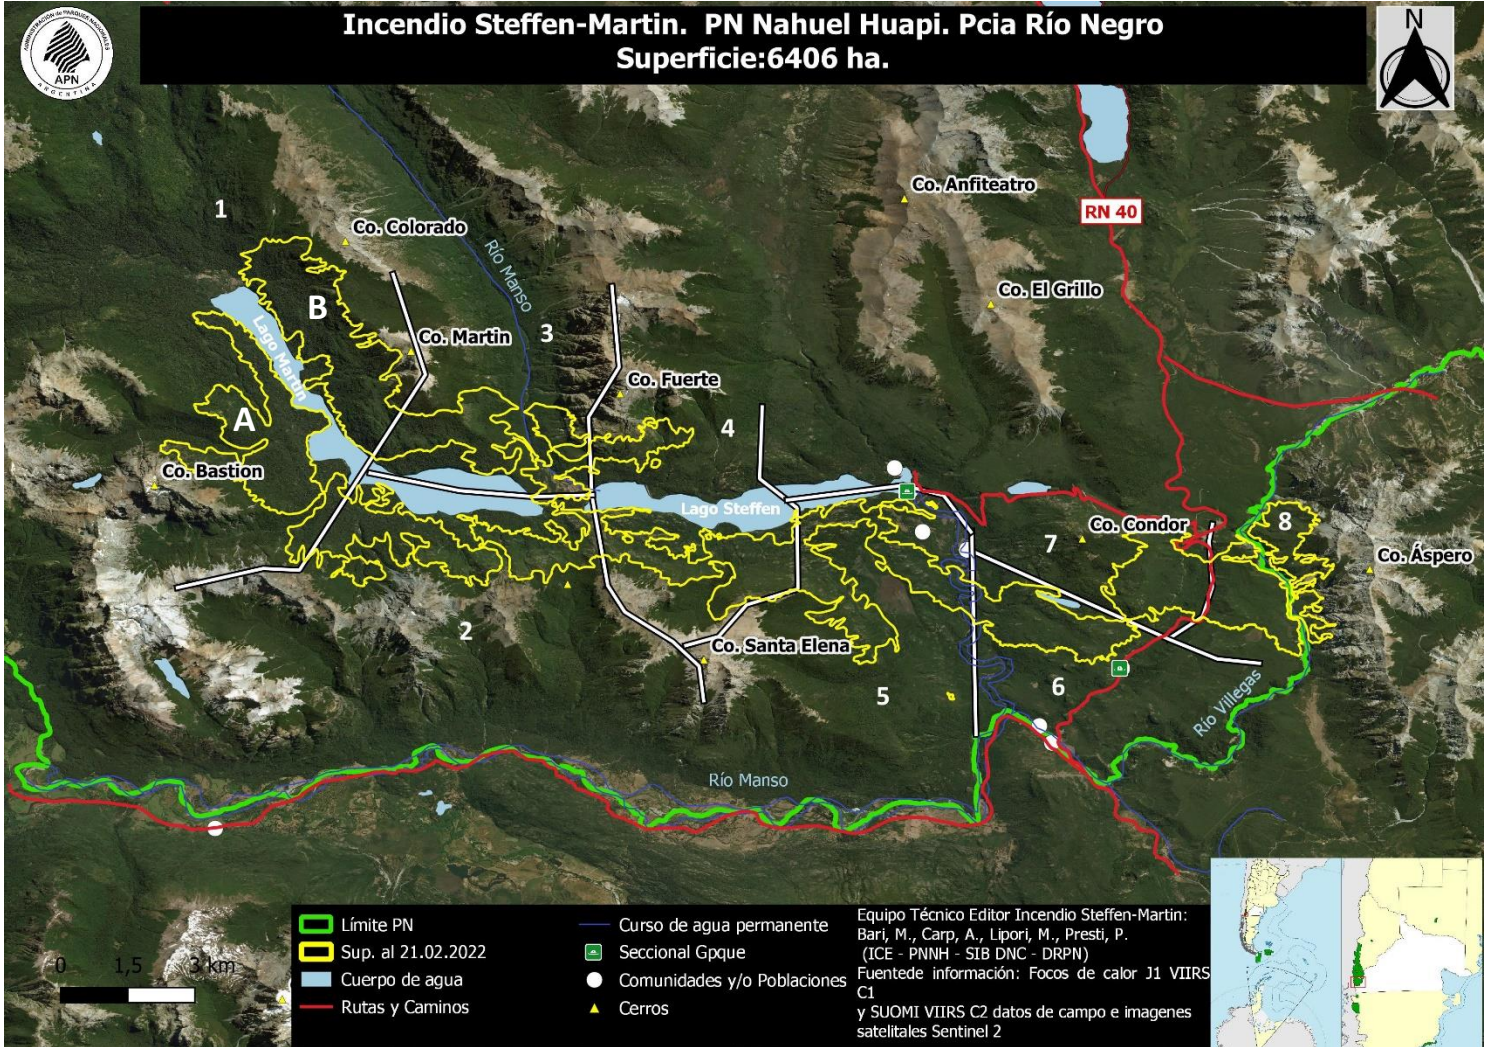 Incendio Steffen-Martin. PN Nahuel Huapi. Pcia Río Negro
Superficie:6406 ha.
ADMINISTRACIÓN de PARQUES NACIONALES
APN
ARGENTINA
N
Co. Anfiteatro
RN 40
1
Co. Colorado
Río Manso
Co. El Grillo
B
Co. Martin
3
Lago Martin
Co. Fuerte
A
4
Co. Bastion
Lago Steffen
Co. Condor
8
7
Co. Áspero
2
Co. Santa Elena
5
6
Río Villegas
Río Manso
0 1,5 3 km
Límite PN
Sup. al 21.02.2022
Cuerpo de agua
Rutas y Caminos
Curso de agua permanente
Seccional Gpque
Comunidades y/o Poblaciones
Cerros
Equipo Técnico Editor Incendio Steffen-Martin:
Bari, M., Carp, A., Lipori, M., Presti, P.
(ICE - PNNH - SIB DNC - DRPN)
Fuentede información: Focos de calor J1 VIIRS
C1
y SUOMI VIIRS C2 datos de campo e imagenes
satelitales Sentinel 2